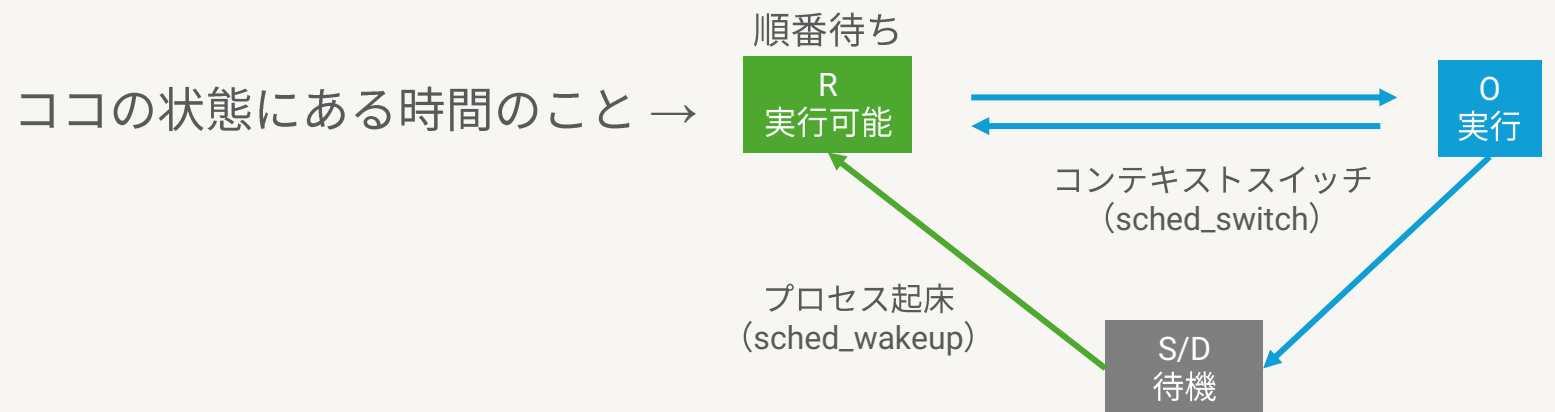 順番待ち
ココの状態にある時間のこと →
R
実行可能
O
実行
コンテキストスイッチ
（sched_switch）
プロセス起床
（sched_wakeup）
S/D
待機